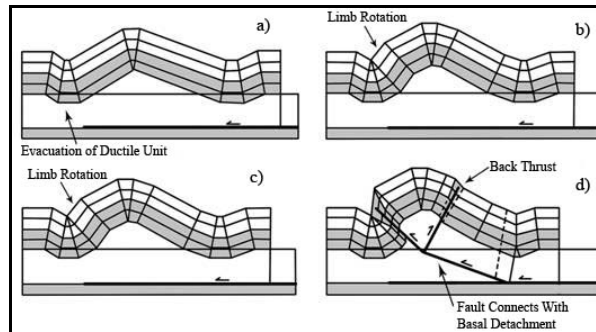 a)
Evacuation of Ductile Unit
Limb Rotation
b)
Limb Rotation
c)
Back Thrust
d)
Fault Connects With
Basal Detachment